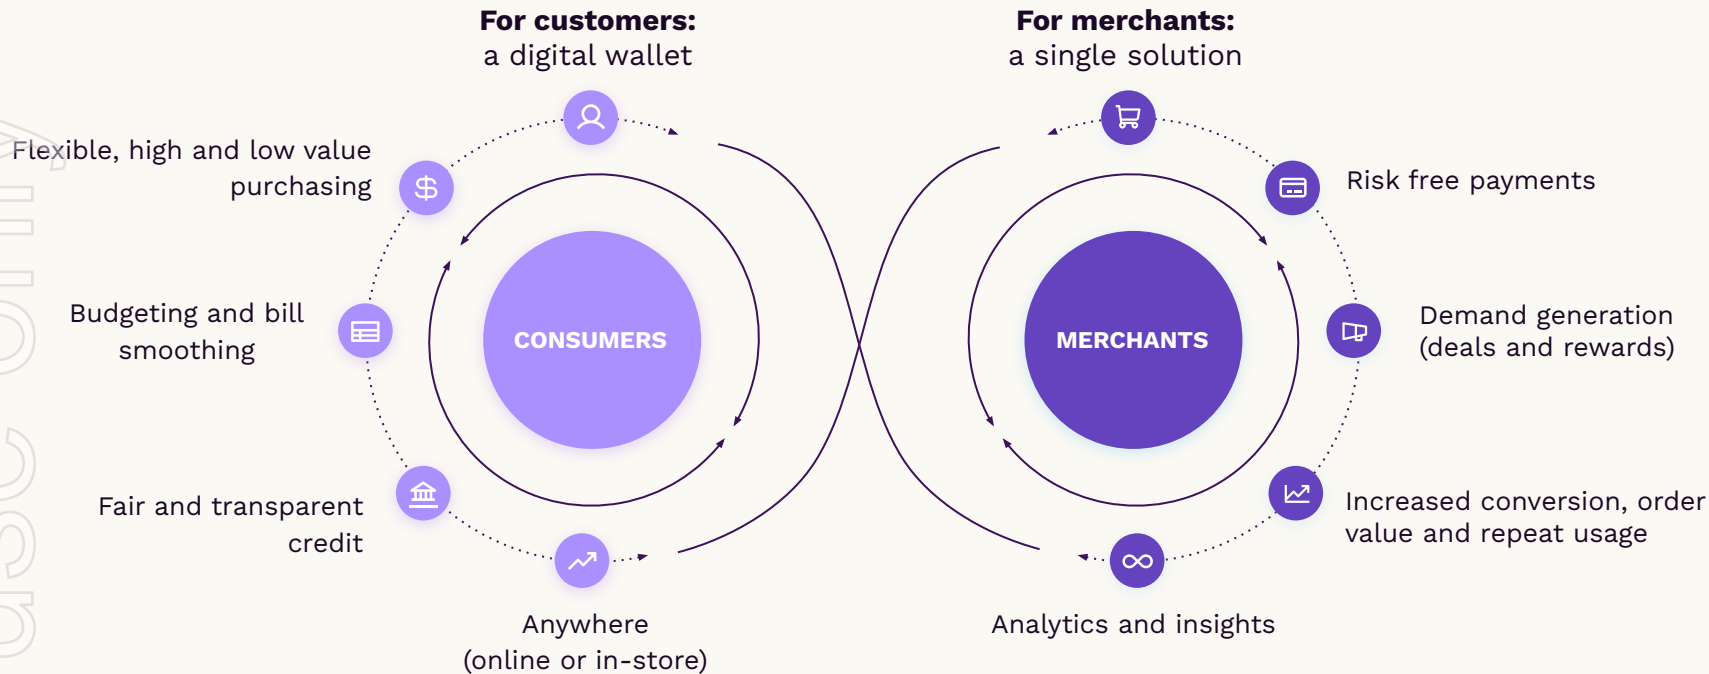 For customers:
a digital wallet
Flexible, high and low value
purchasing
Budgeting and bill
smoothing
Fair and transparent
credit
Anywhere
(online or in-store)
CONSUMERS
For merchants:
a single solution
MERCHANTS
Risk free payments
Demand generation
(deals and rewards)
Increased conversion, order
value and repeat usage
Analytics and insights
use only